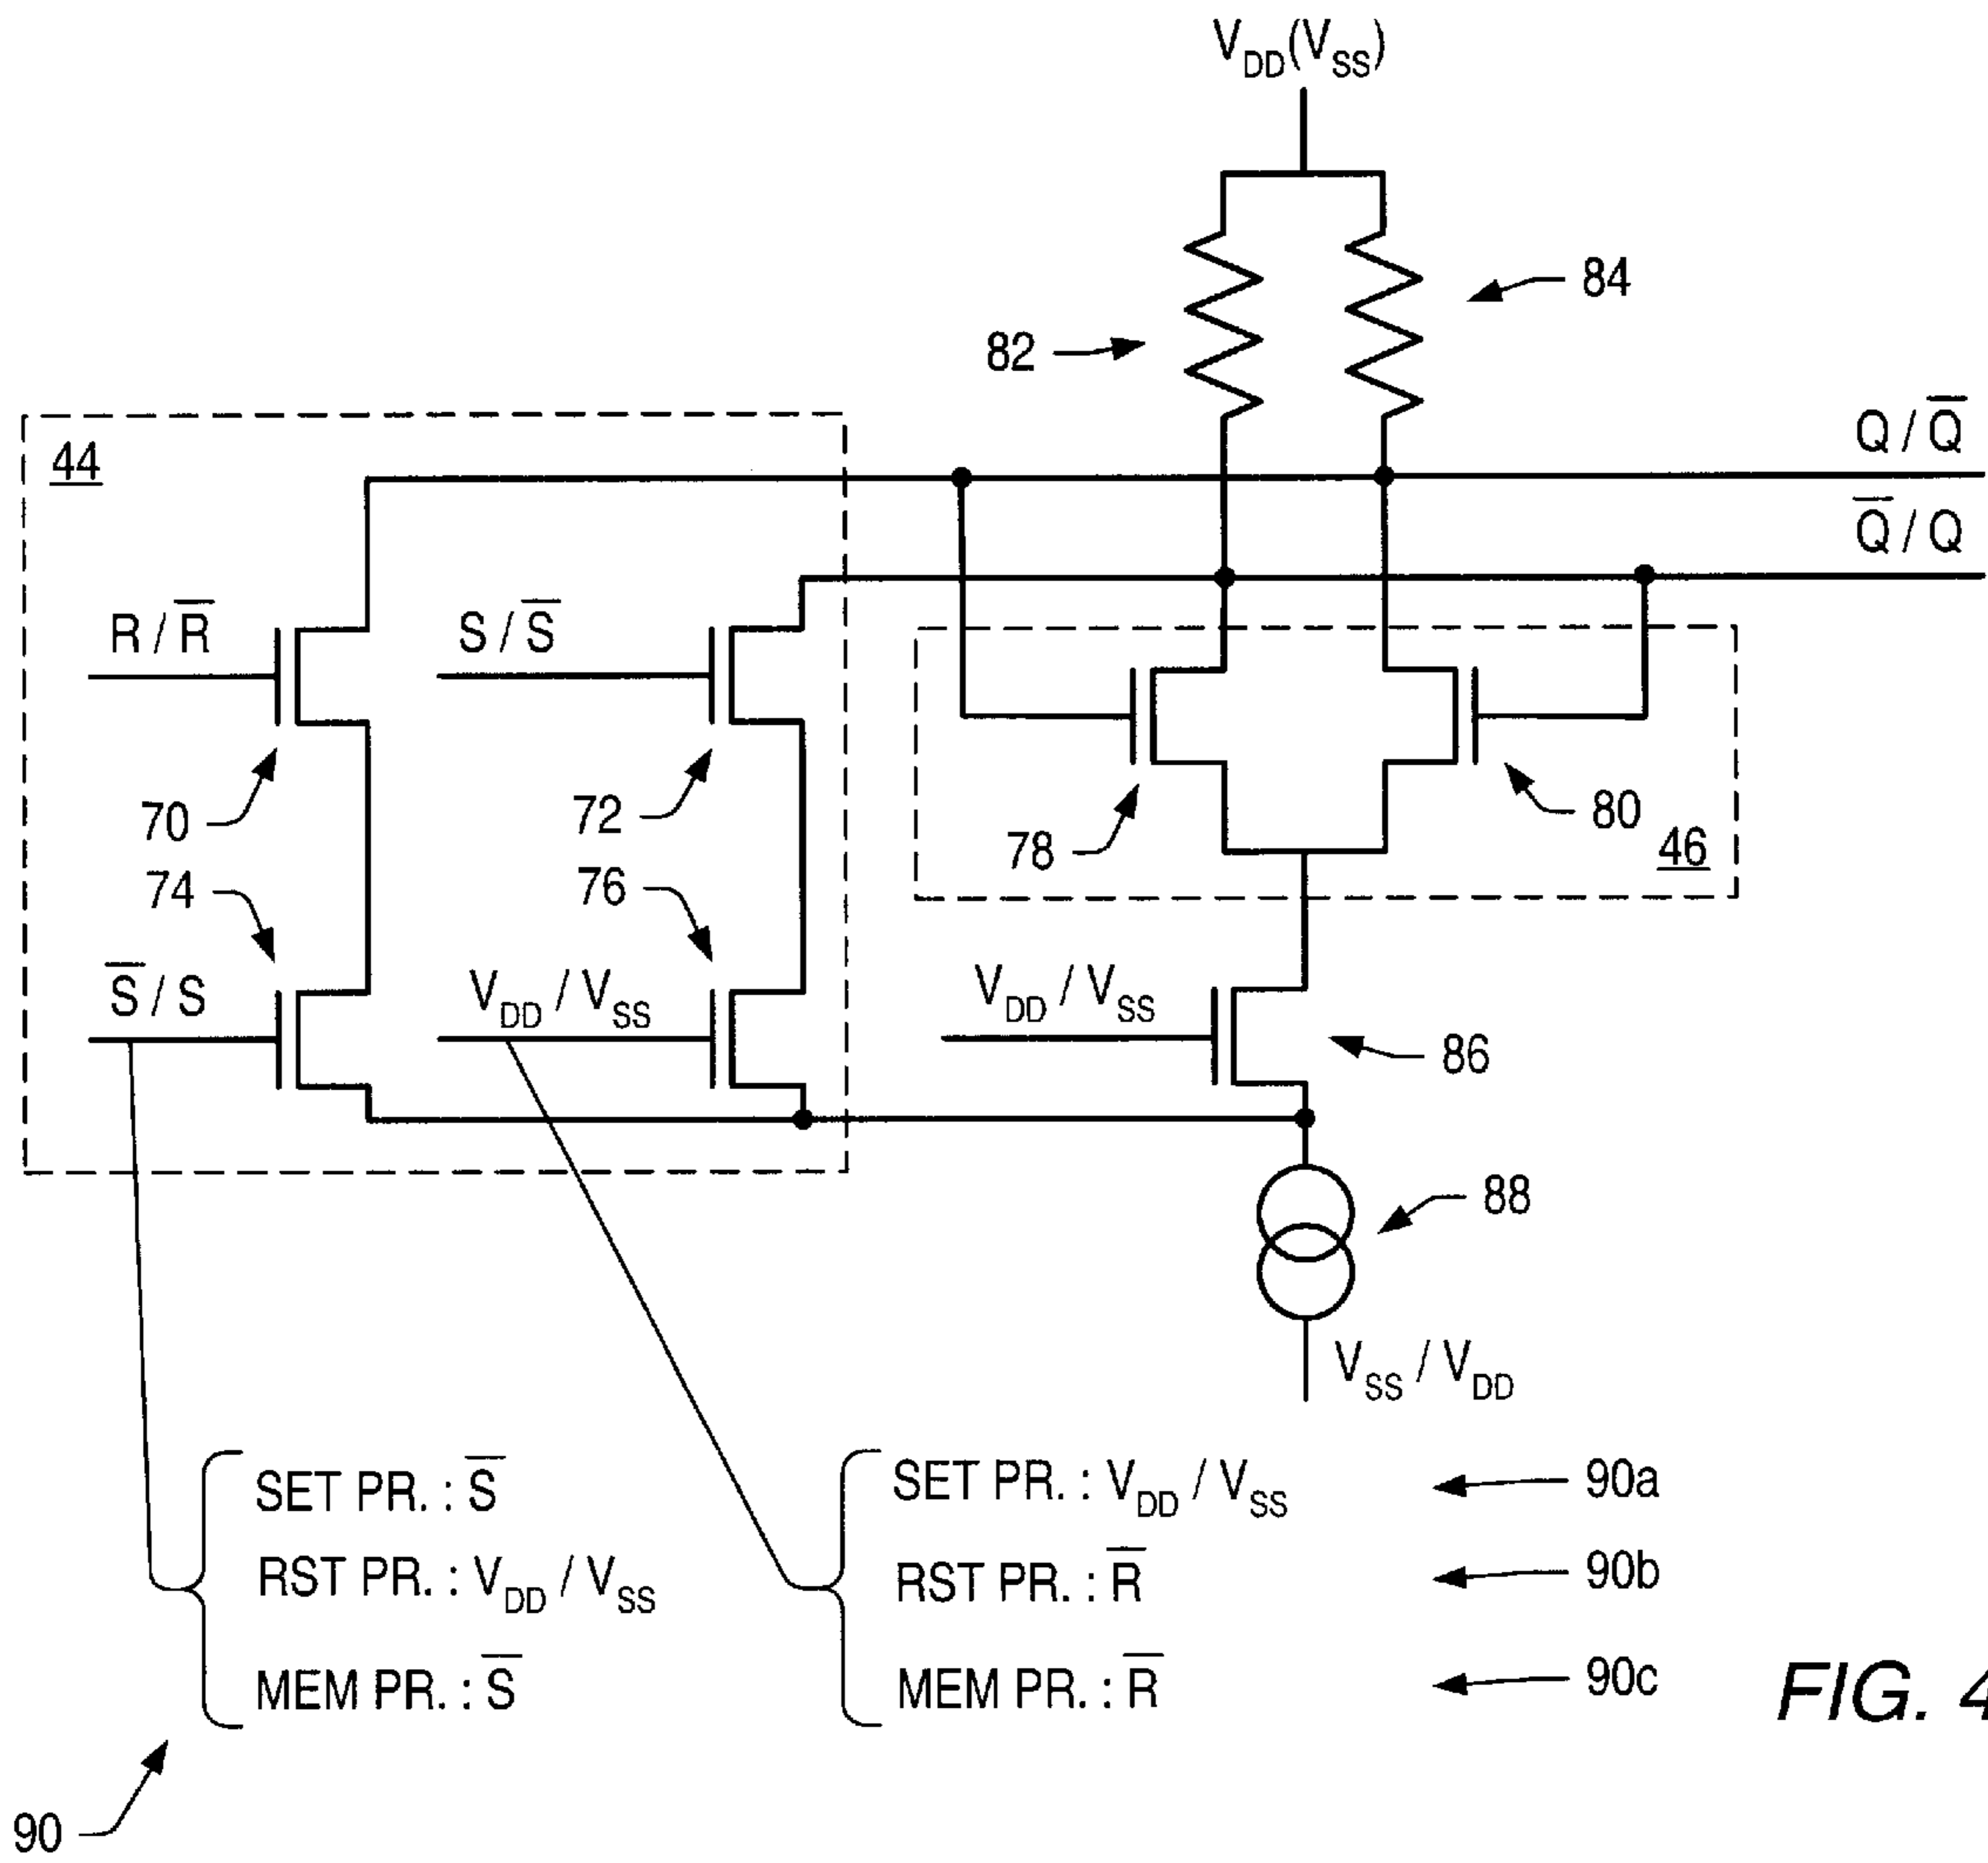 V_DD(V_SS)
84
82
Q / Q̅
Q̅ / Q
44
R / R̅
S / S̅
70
72
78
80
46
74
76
S̅ / S
V_DD / V_SS
V_DD / V_SS
86
88
V_SS / V_DD
SET PR. : S̅
RST PR. : V_DD / V_SS
MEM PR. : S̅
SET PR. : V_DD / V_SS
RST PR. : R̅
MEM PR. : R̅
90a
90b
90c
FIG. 4
90